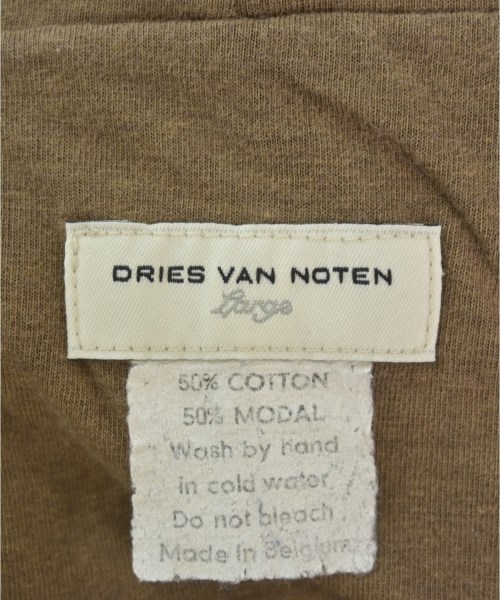 DRIES VAN NOTEN
Large
50% COTTON
50% MODAL
Wash by hand
in cold water
Do not bleach
Made in Belgium